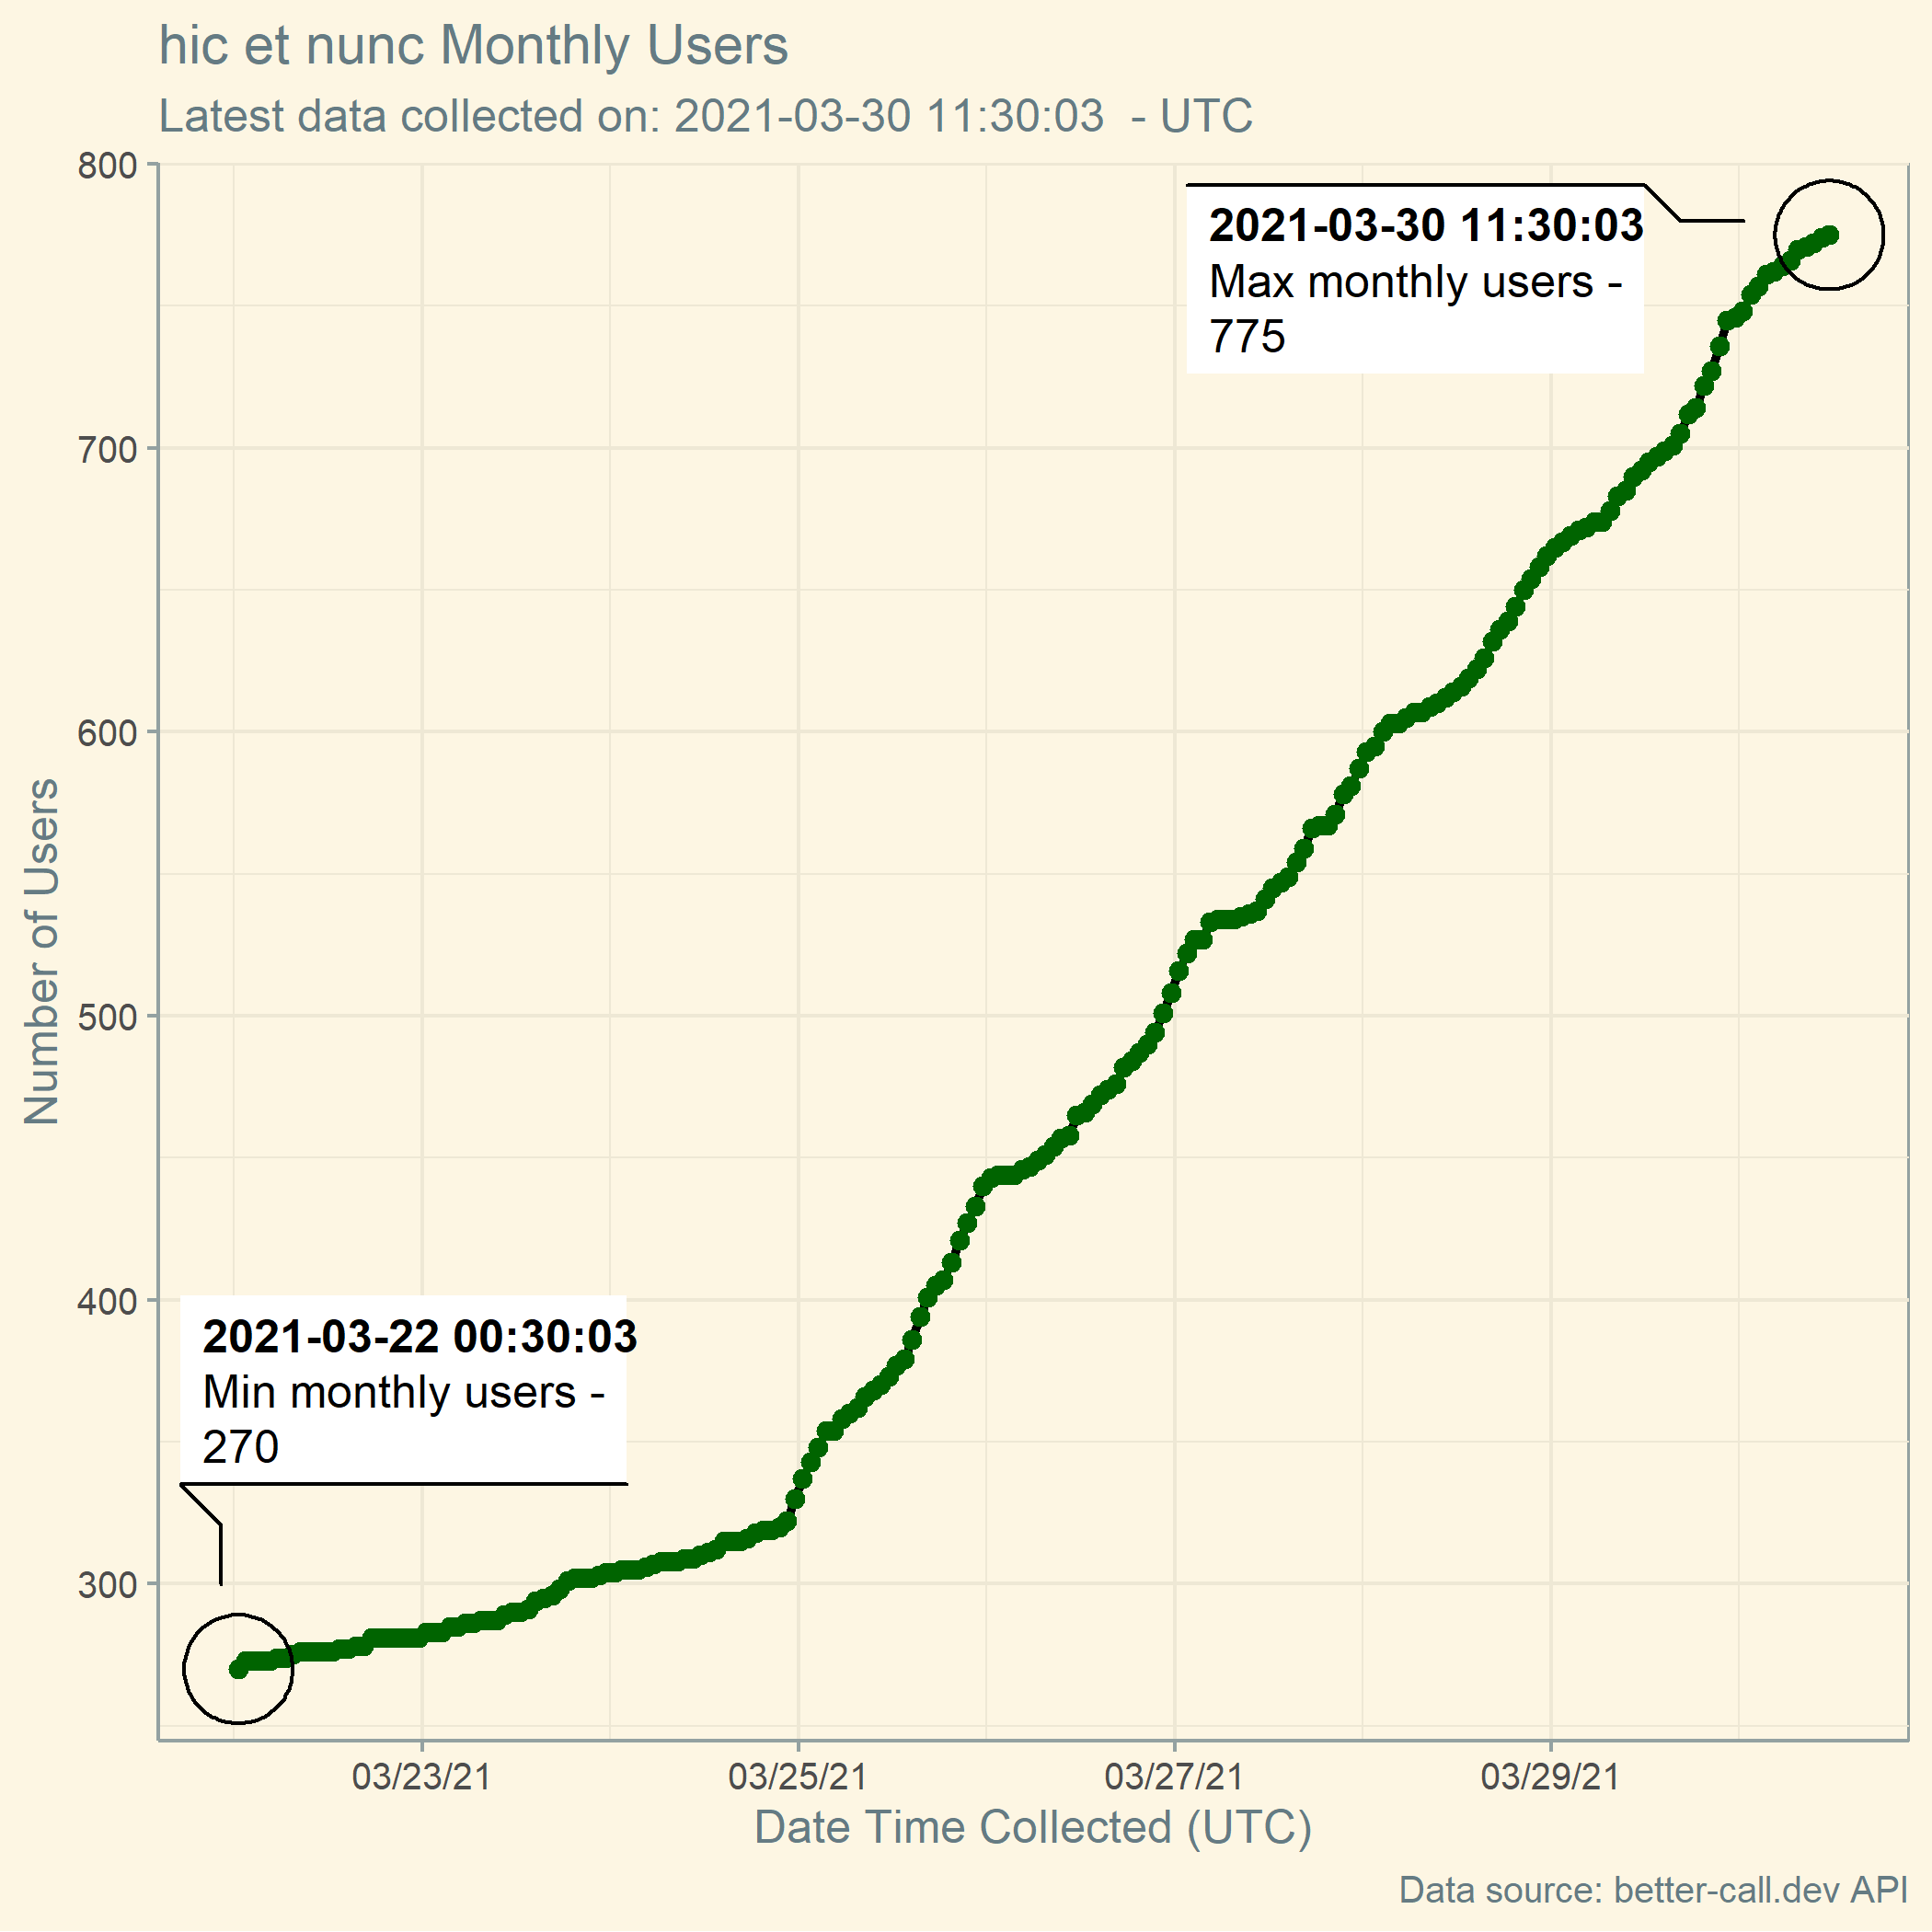 hic et nunc Monthly Users
Latest data collected on: 2021-03-30 11:30:03  - UTC
800
700
600
500
400
300
Number of Users
2021-03-30 11:30:03
Max monthly users -
775
2021-03-22 00:30:03
Min monthly users -
270
03/23/21
03/25/21
03/27/21
03/29/21
Date Time Collected (UTC)
Data source: better-call.dev API